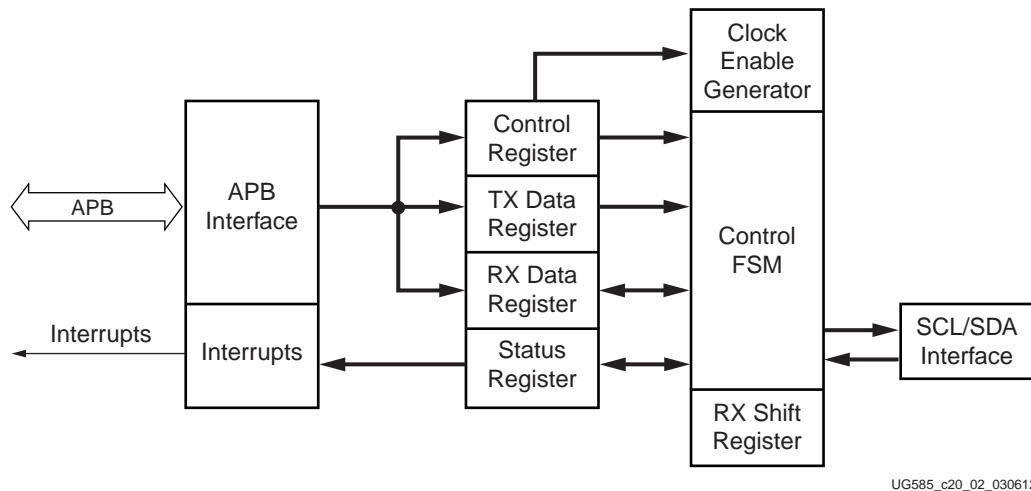 Clock
Enable
Generator
Control
Register
APB
APB
Interface
TX Data
Register
Control
FSM
RX Data
Register
Interrupts
Interrupts
Status
Register
SCL/SDA
Interface
RX Shift
Register